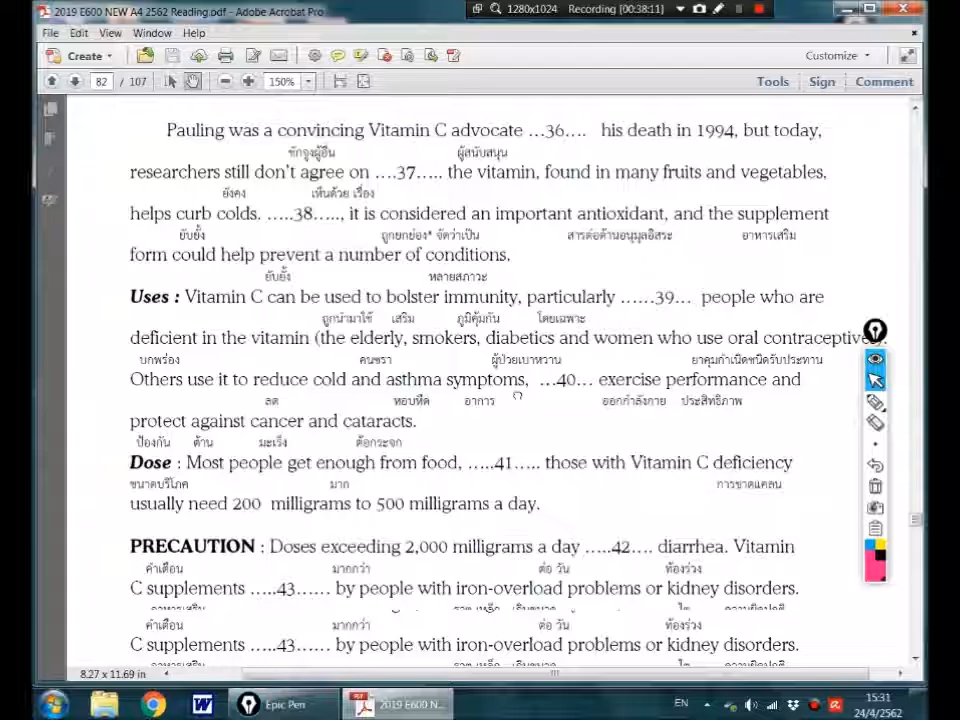 2019 E600 NEW A4 2562 Reading.pdf - Adobe Acrobat Pro
1280x1024 Recording [00:38:11]
File Edit View Window Help
Create Customize
82 / 107 150% Tools Sign Comment
Pauling was a convincing Vitamin C advocate ...36.... his death in 1994, but today,
ชักจูงผู้อื่น ผู้สนับสนุน
researchers still don't agree on ....37..... the vitamin, found in many fruits and vegetables,
ยังคง เห็นด้วย เรื่อง
helps curb colds. .....38....., it is considered an important antioxidant, and the supplement
ยับยั้ง ถูกยกย่อง* จัดว่าเป็น สารต่อต้านอนุมูลอิสระ อาหารเสริม
form could help prevent a number of conditions.
ยับยั้ง หลายสภาวะ
Uses : Vitamin C can be used to bolster immunity, particularly ......39... people who are
ถูกนำมาใช้ เสริม ภูมิคุ้มกัน โดยเฉพาะ
deficient in the vitamin (the elderly, smokers, diabetics and women who use oral contraceptives).
บกพร่อง คนชรา ผู้ป่วยเบาหวาน ยาคุมกำเนิดชนิดรับประทาน
Others use it to reduce cold and asthma symptoms, ...40... exercise performance and
ลด หอบหืด อาการ ออกกำลังกาย ประสิทธิภาพ
protect against cancer and cataracts.
ป้องกัน ต้าน มะเร็ง ต้อกระจก
Dose : Most people get enough from food, .....41..... those with Vitamin C deficiency
ขนาดบริโภค มาก การขาดแคลน
usually need 200 milligrams to 500 milligrams a day.
PRECAUTION : Doses exceeding 2,000 milligrams a day .....42.... diarrhea. Vitamin
คำเตือน มากกว่า ต่อ วัน ท้องร่วง
C supplements .....43...... by people with iron-overload problems or kidney disorders.
คำเตือน มากกว่า ต่อ วัน ท้องร่วง
C supplements .....43...... by people with iron-overload problems or kidney disorders.
8.27 x 11.69 in
Epic Pen 2019 E600 N... EN 15:31
24/4/2562